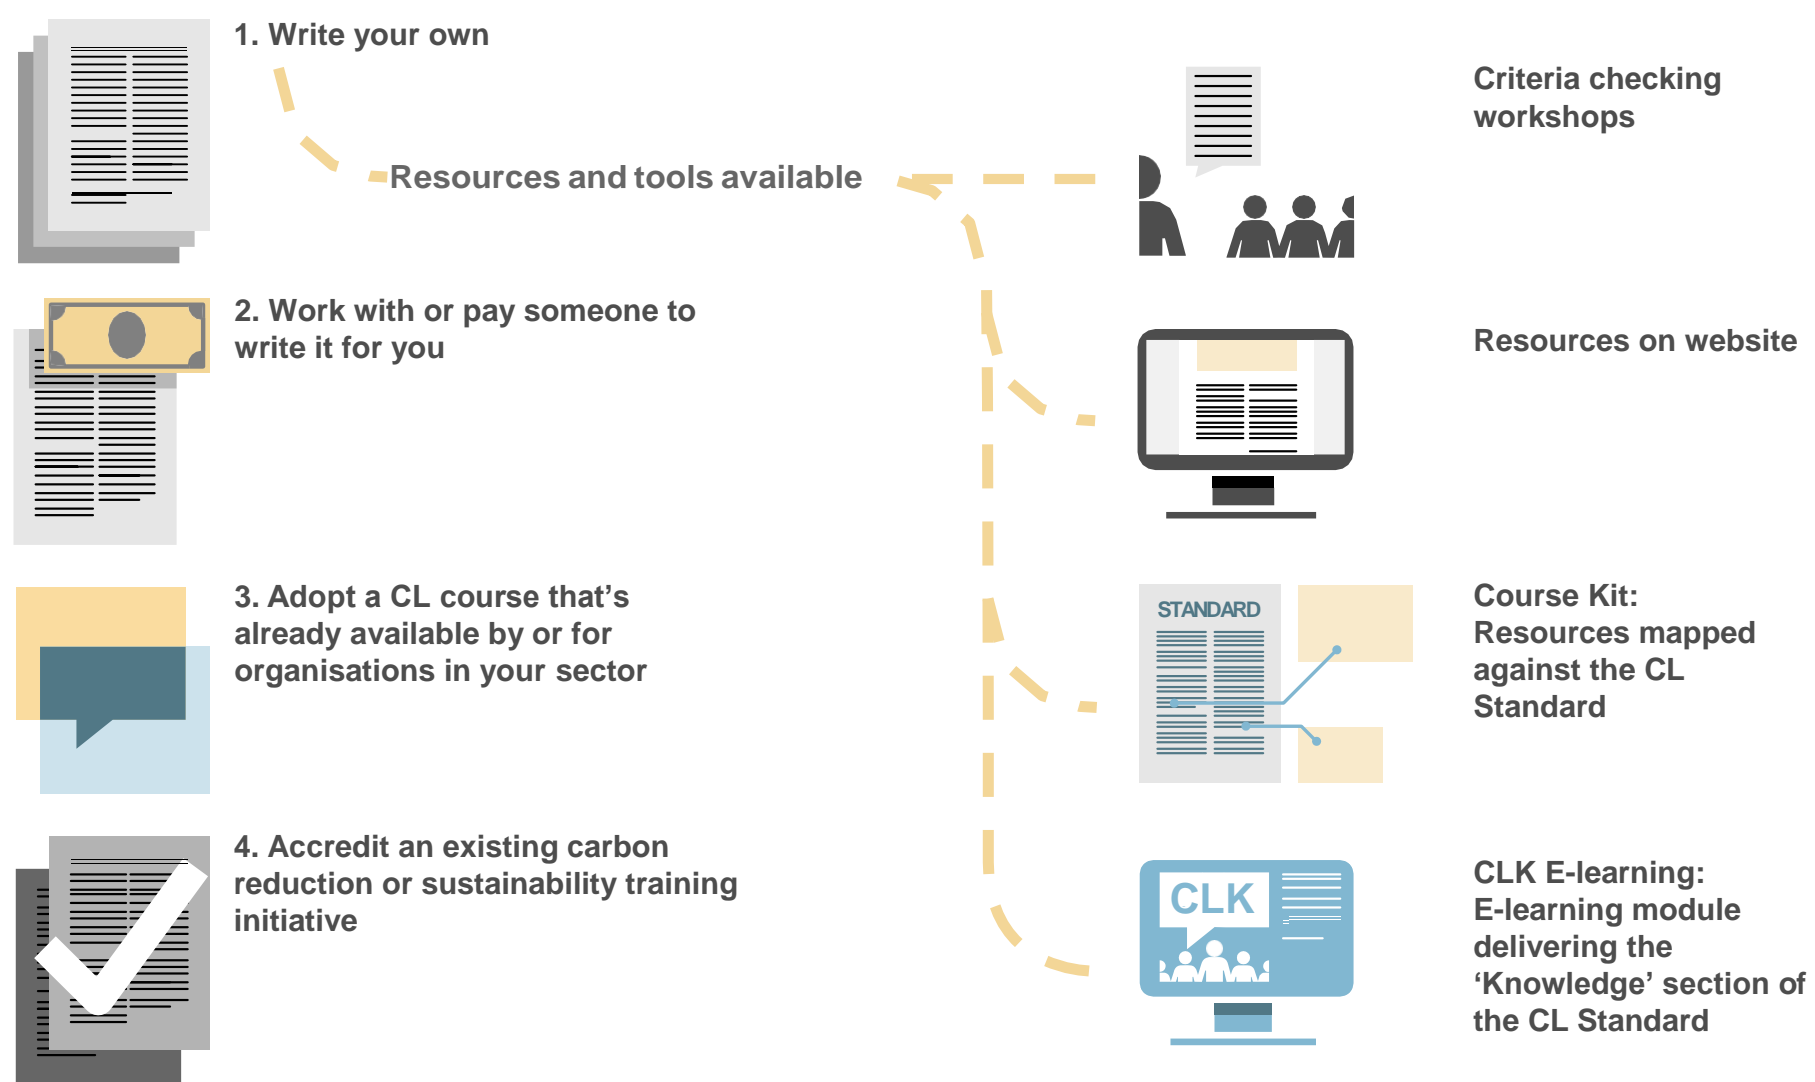 1. Write your own
Resources and tools available
2. Work with or pay someone to
write it for you
3. Adopt a CL course that’s
already available by or for
organisations in your sector
4. Accredit an existing carbon
reduction or sustainability training
initiative
Criteria checking
workshops
Resources on website
STANDARD
Course Kit:
Resources mapped
against the CL
Standard
CLK
CLK E-learning:
E-learning module
delivering the
‘Knowledge’ section of
the CL Standard